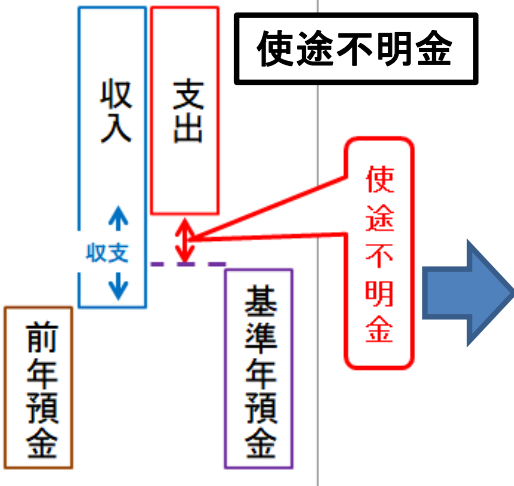 使途不明金
収入
支出
収支
使途不明金
前年預金
基準年預金